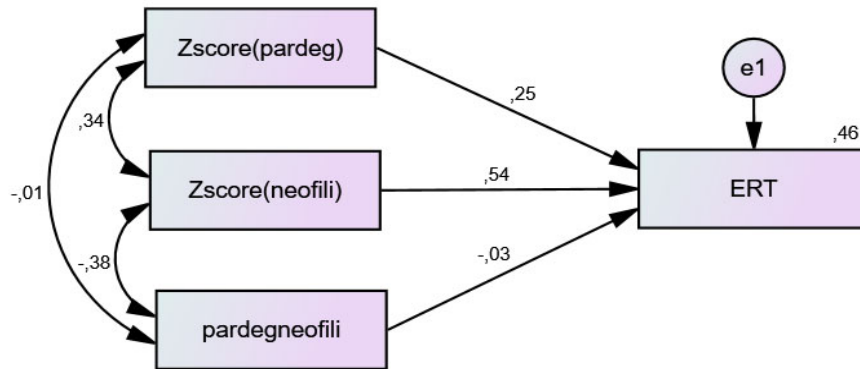 Zscore(pardeg)
e1
,25
,34
,46
Zscore(neofili)
,54
ERT
-,01
-,38
-,03
pardegneofili